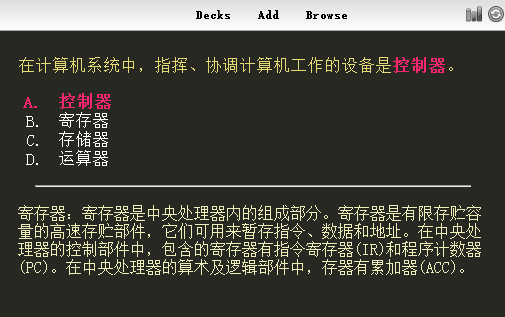 Decks Add Browse
在计算机系统中，指挥、协调计算机工作的设备是控制器。
A. 控制器
B. 寄存器
C. 存储器
D. 运算器
寄存器：寄存器是中央处理器内的组成部分。寄存器是有限存贮容
量的高速存贮部件，它们可用来暂存指令、数据和地址。在中央处
理器的控制部件中，包含的寄存器有指令寄存器(IR)和程序计数器
(PC)。在中央处理器的算术及逻辑部件中，存器有累加器(ACC)。